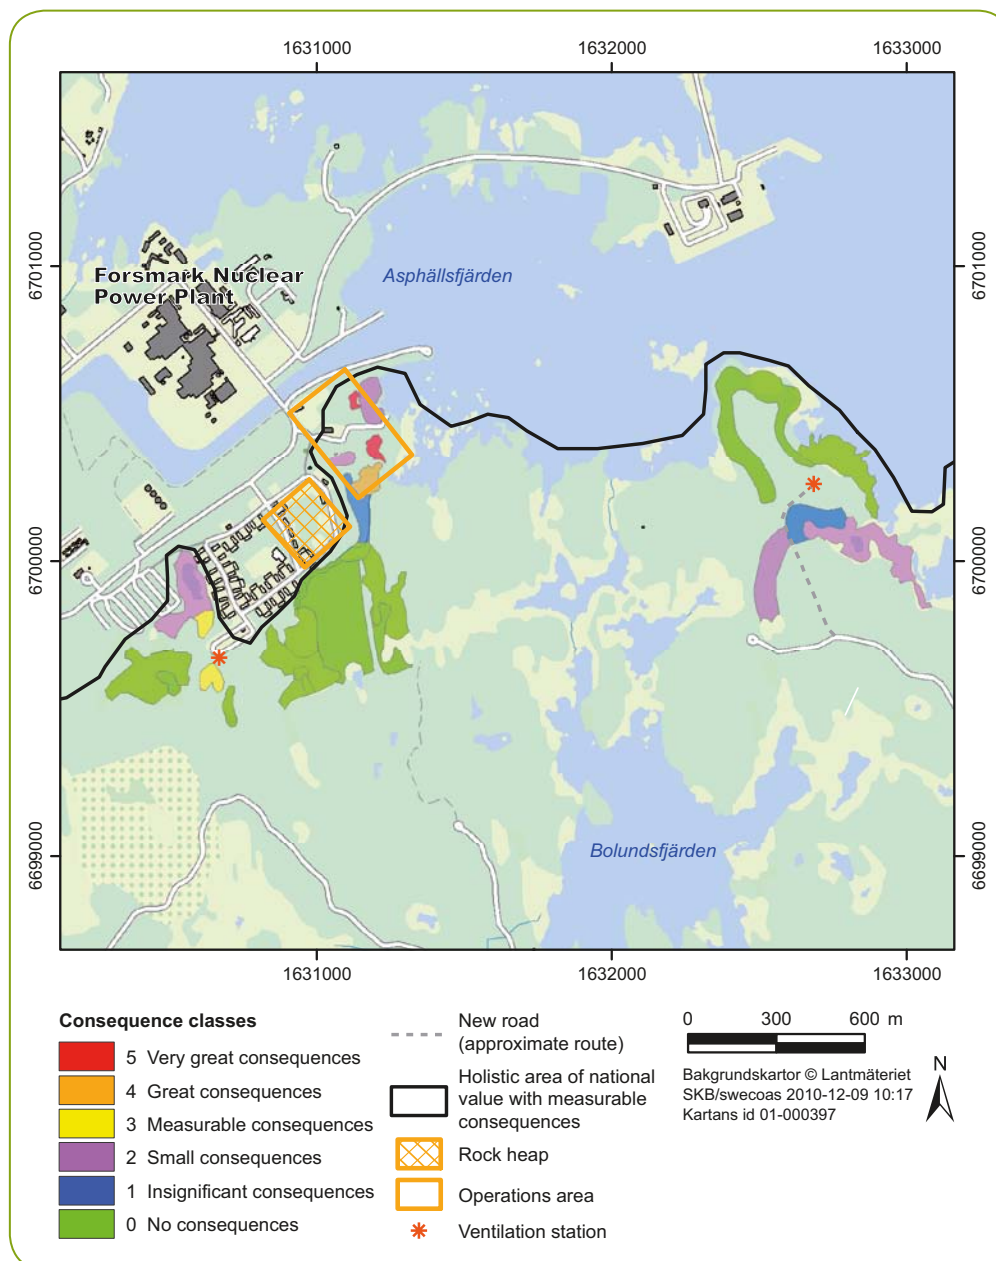 1631000 1632000 1633000
6701000 6701000
Forsmark Nuclear
Power Plant
Asphällsfjärden
6700000 6700000
6699000 6699000
Bolundsfjärden
1631000 1632000 1633000
Consequence classes
5 Very great consequences
4 Great consequences
3 Measurable consequences
2 Small consequences
1 Insignificant consequences
0 No consequences
New road
(approximate route)
Holistic area of national
value with measurable
consequences
Rock heap
Operations area
Ventilation station
0 300 600 m
Bakgrundskartor © Lantmäteriet
SKB/swecoas 2010-12-09 10:17
Kartans id 01-000397
N